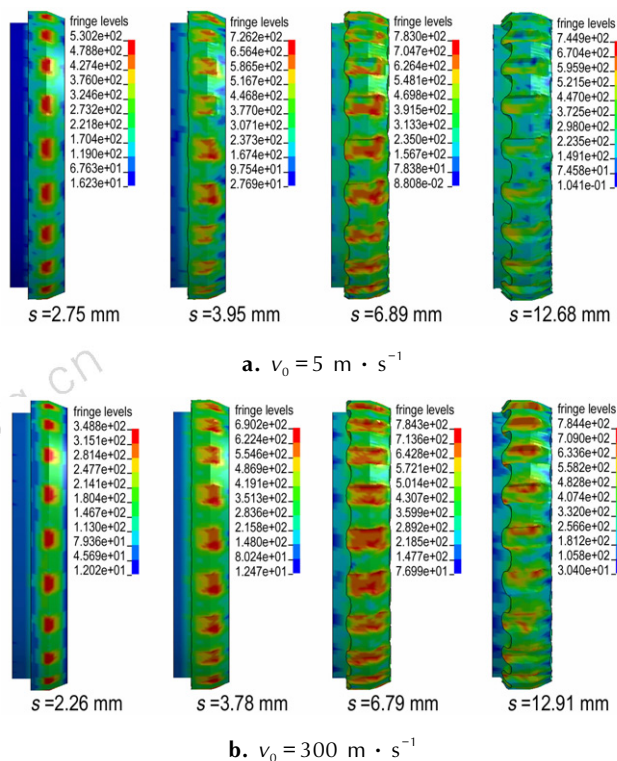 fringe levels
5.302e+02
4.788e+02
4.274e+02
3.760e+02
3.246e+02
2.732e+02
2.218e+02
1.704e+02
1.190e+02
6.763e+01
1.623e+01
s=2.75 mm
fringe levels
7.262e+02
6.564e+02
5.865e+02
5.167e+02
4.468e+02
3.770e+02
3.071e+02
2.373e+02
1.674e+02
9.754e+01
2.769e+01
s=3.95 mm
fringe levels
7.830e+02
7.047e+02
6.264e+02
5.481e+02
4.698e+02
3.915e+02
3.133e+02
2.350e+02
1.567e+02
7.838e+01
8.808e-02
s=6.89 mm
fringe levels
7.449e+02
6.704e+02
5.959e+02
5.215e+02
4.470e+02
3.725e+02
2.980e+02
2.235e+02
1.491e+02
7.458e+01
1.041e-01
s=12.68 mm
a. v₀=5 m · s⁻¹
fringe levels
3.488e+02
3.151e+02
2.814e+02
2.477e+02
2.141e+02
1.804e+02
1.467e+02
1.130e+02
7.936e+01
4.569e+01
1.202e+01
s=2.26 mm
fringe levels
6.902e+02
6.224e+02
5.546e+02
4.869e+02
4.191e+02
3.513e+02
2.836e+02
2.158e+02
1.480e+02
8.024e+01
1.247e+01
s=3.78 mm
fringe levels
7.843e+02
7.136e+02
6.428e+02
5.721e+02
5.014e+02
4.307e+02
3.599e+02
2.892e+02
2.185e+02
1.477e+02
7.699e+01
s=6.79 mm
fringe levels
7.844e+02
7.090e+02
6.336e+02
5.582e+02
4.828e+02
4.074e+02
3.320e+02
2.566e+02
1.812e+02
1.058e+02
3.040e+01
s=12.91 mm
b. v₀=300 m · s⁻¹